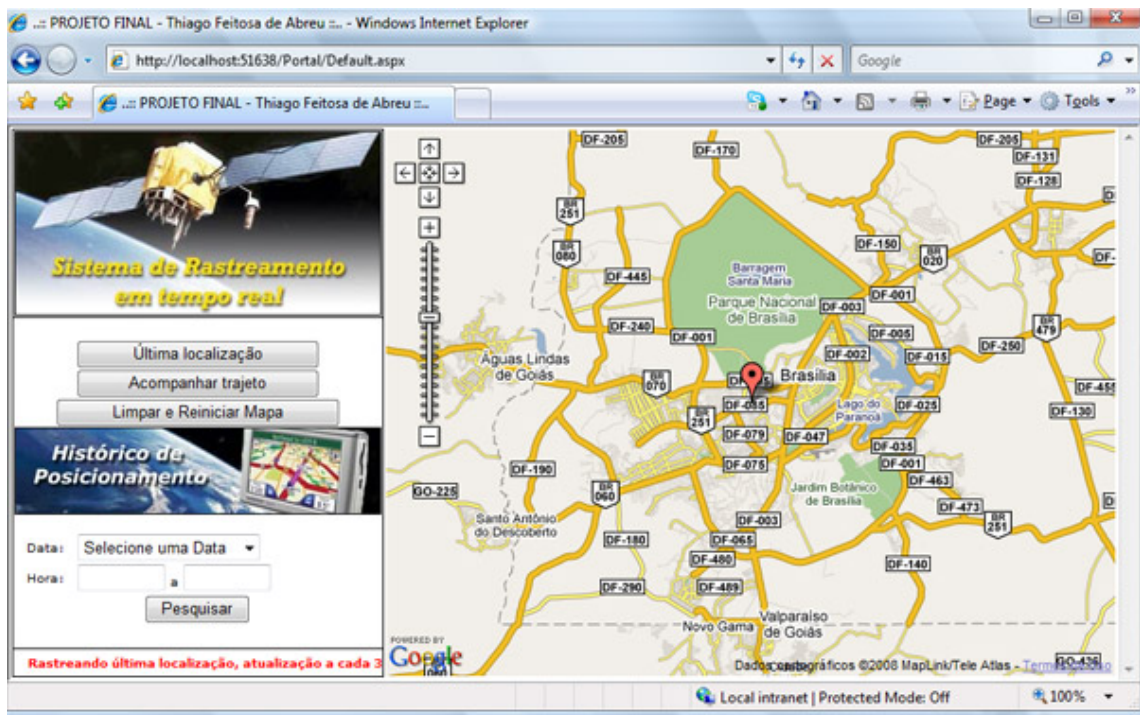 ..:: PROJETO FINAL - Thiago Feitosa de Abreu ::.. - Windows Internet Explorer
http://localhost:51638/Portal/Default.aspx
Google
..:: PROJETO FINAL - Thiago Feitosa de Abreu ::..
Page
Tools
Sistema de Rastreamento
em tempo real
Última localização
Acompanhar trajeto
Limpar e Reiniciar Mapa
Histórico de
Posicionamento
Data:
Selecione uma Data
Hora:
a
Pesquisar
Rastreando última localização, atualização a cada 3
DF-205
DF-170
DF-205
DF-131
DF-128
BR
251
BR
080
DF-150
BR
020
DF-445
Barragem
Santa Maria
DF-001
Parque Nacional
de Brasília
DF-003
DF-240
DF-001
DF-005
BR
479
DF-002
DF-015
DF-250
Águas Lindas
de Goiás
BR
070
Brasília
DF-455
DF-085
Lago do
Paranoá
DF-025
DF-130
BR
251
DF-079
DF-047
DF-035
DF-190
DF-075
DF-001
DF-463
GO-225
BR
060
Jardim Botânico
de Brasília
DF-473
BR
251
Santo Antônio
do Descoberto
DF-003
DF-180
DF-065
DF-480
DF-140
DF-290
DF-489
Novo Gama
Valparaíso
de Goiás
POWERED BY
Google
060
Dados cartográficos ©2008 MapLink/Tele Atlas - Termos de Uso
GO-436
Local intranet | Protected Mode: Off
100%